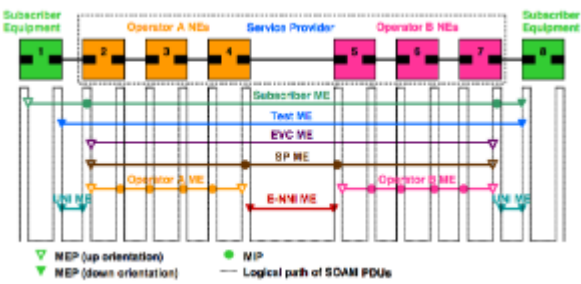 Subscriber Equipment
Operator A NEs
Service Provider
Operator B NEs
Subscriber Equipment
1
2
3
4
5
6
7
8
Subscriber ME
Test ME
EVC ME
SP ME
Operator A ME
Operator B ME
UNI ME
E-NNI ME
UNI ME
MEP (up orientation)
MIP
MEP (down orientation)
Logical path of SOAM PDUs